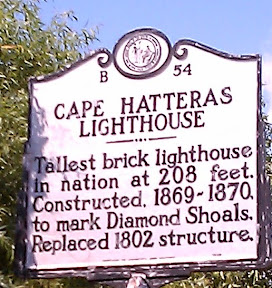 B 54
CAPE HATTERAS
LIGHTHOUSE
Tallest brick lighthouse
in nation at 208 feet.
Constructed, 1869-1870,
to mark Diamond Shoals.
Replaced 1802 structure.